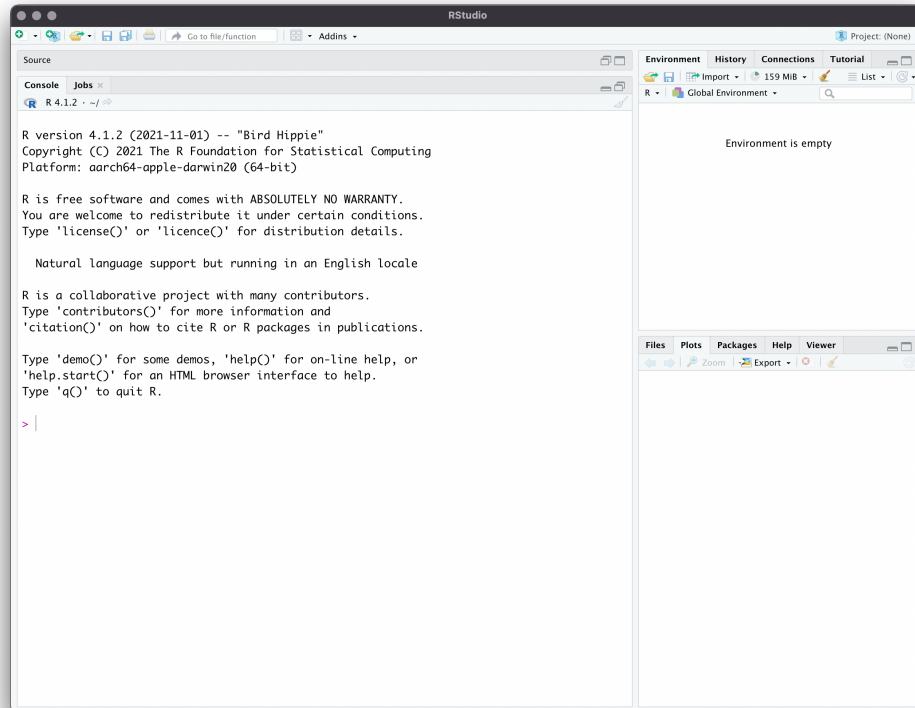 RStudio
Go to file/function
Addins
Project: (None)
Source
Console Jobs
R 4.1.2 · ~/
R version 4.1.2 (2021-11-01) -- "Bird Hippie"
Copyright (C) 2021 The R Foundation for Statistical Computing
Platform: aarch64-apple-darwin20 (64-bit)
R is free software and comes with ABSOLUTELY NO WARRANTY.
You are welcome to redistribute it under certain conditions.
Type 'license()' or 'licence()' for distribution details.
Natural language support but running in an English locale
R is a collaborative project with many contributors.
Type 'contributors()' for more information and
'citation()' on how to cite R or R packages in publications.
Type 'demo()' for some demos, 'help()' for on-line help, or
'help.start()' for an HTML browser interface to help.
Type 'q()' to quit R.
>
Environment History Connections Tutorial
Import 159 MiB List
R Global Environment
Environment is empty
Files Plots Packages Help Viewer
Zoom Export